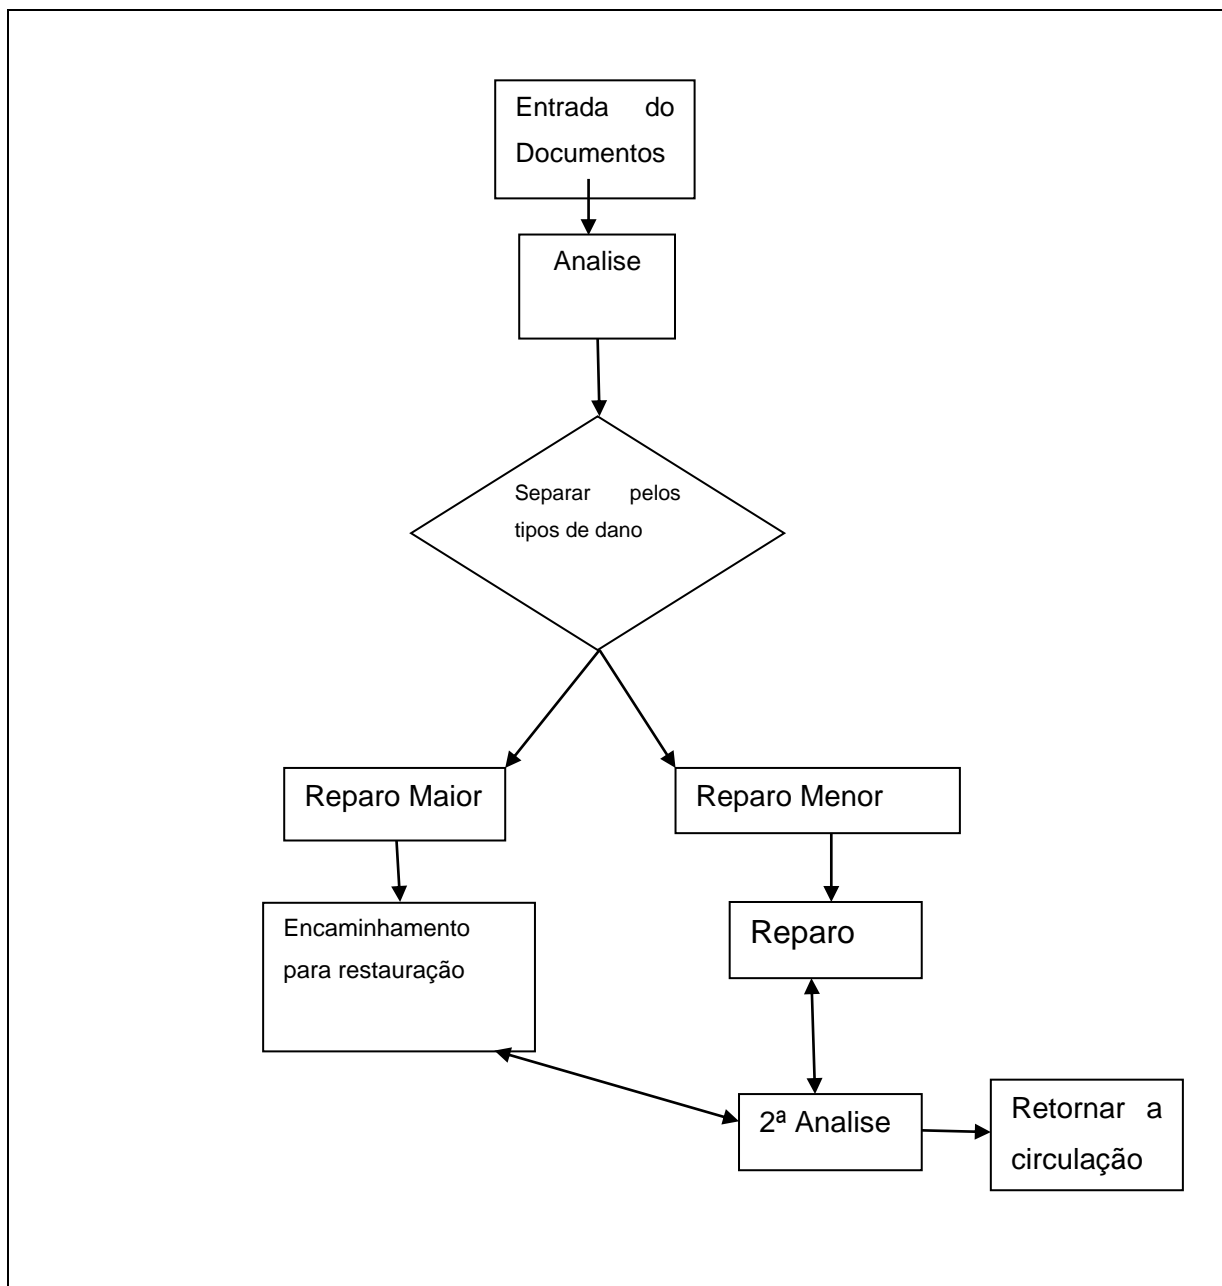 Entrada do
Documentos
Analise
Separar pelos
tipos de dano
Reparo Maior
Reparo Menor
Encaminhamento
para restauração
Reparo
2ª Analise
Retornar a
circulação